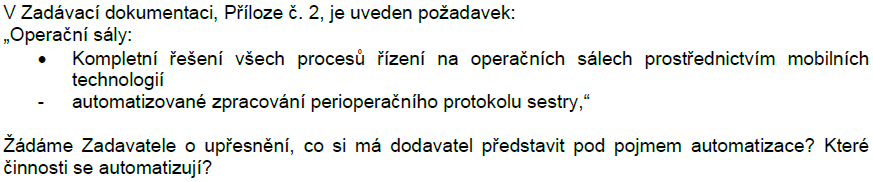 V Zadávací dokumentaci, Příloze č. 2, je uveden požadavek:
„Operační sály:
• Kompletní řešení všech procesů řízení na operačních sálech prostřednictvím mobilních
technologií
- automatizované zpracování perioperačního protokolu sestry,“
Žádáme Zadavatele o upřesnění, co si má dodavatel představit pod pojmem automatizace? Které
činnosti se automatizují?